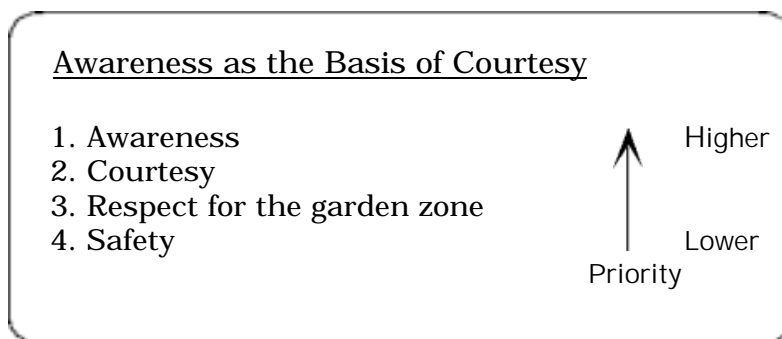 Awareness as the Basis of Courtesy
1. Awareness
2. Courtesy
3. Respect for the garden zone
4. Safety
Higher
Lower
Priority